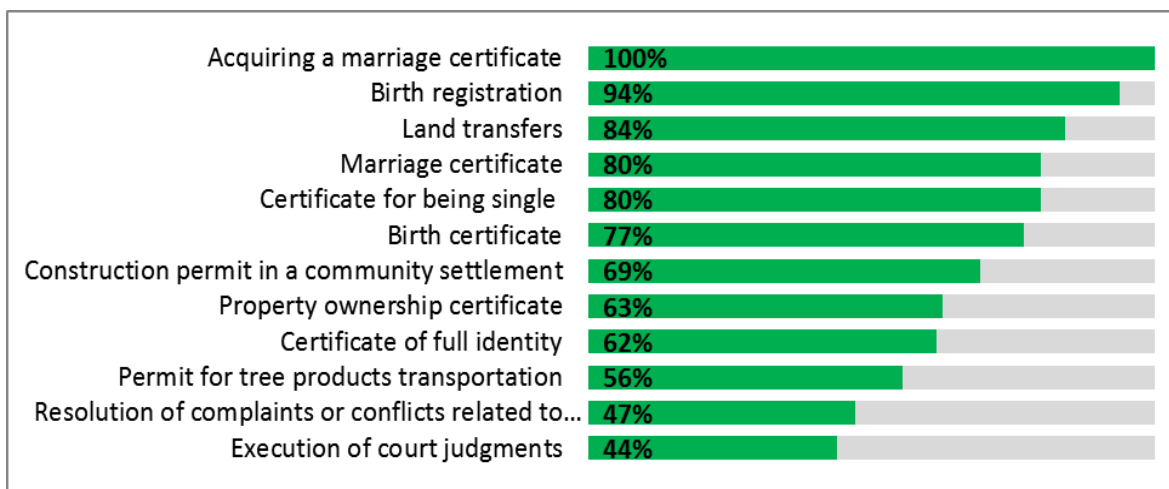 Acquiring a marriage certificate 100%
Birth registration 94%
Land transfers 84%
Marriage certificate 80%
Certificate for being single 80%
Birth certificate 77%
Construction permit in a community settlement 69%
Property ownership certificate 63%
Certificate of full identity 62%
Permit for tree products transportation 56%
Resolution of complaints or conflicts related to... 47%
Execution of court judgments 44%